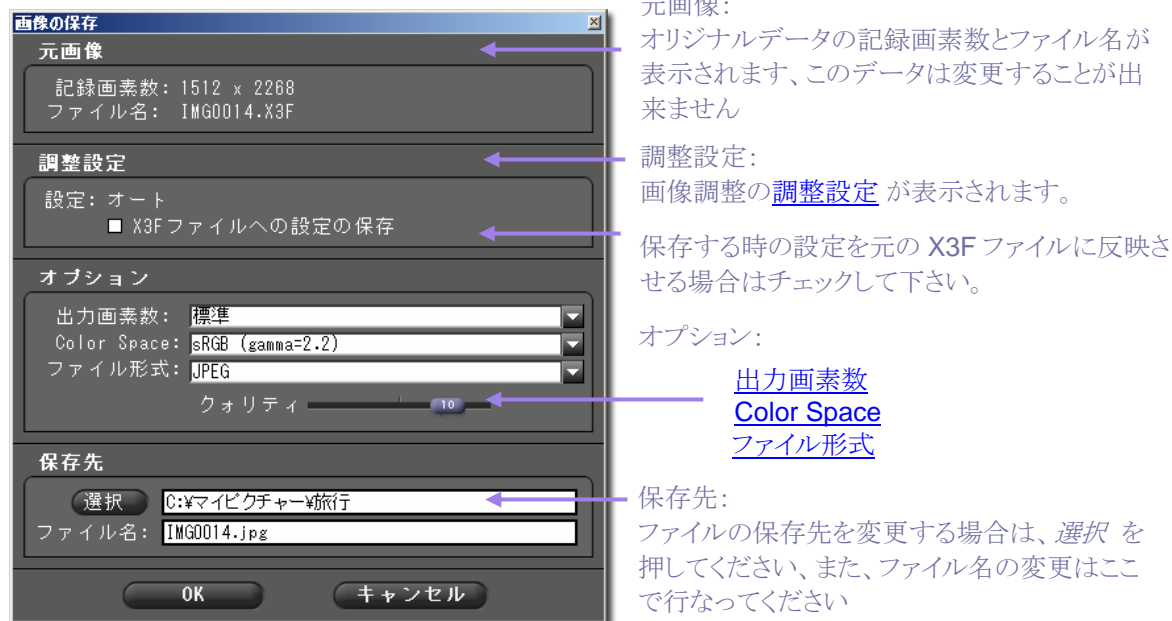 画像の保存
元画像
記録画素数: 1512 x 2268
ファイル名: IMG0014.X3F
調整設定
設定: オート
X3Fファイルへの設定の保存
オプション
出力画素数: 標準
Color Space: sRGB (gamma=2.2)
ファイル形式: JPEG
クォリティ 10
保存先
選択 C:¥マイピクチャー¥旅行
ファイル名: IMG0014.jpg
OK キャンセル
元画像:
オリジナルデータの記録画素数とファイル名が
表示されます、このデータは変更することが出
来ません
調整設定:
画像調整の調整設定 が表示されます。
保存する時の設定を元の X3F ファイルに反映さ
せる場合はチェックして下さい。
オプション:
出力画素数
Color Space
ファイル形式
保存先:
ファイルの保存先を変更する場合は、選択 を
押してください、また、ファイル名の変更はここ
で行なってください